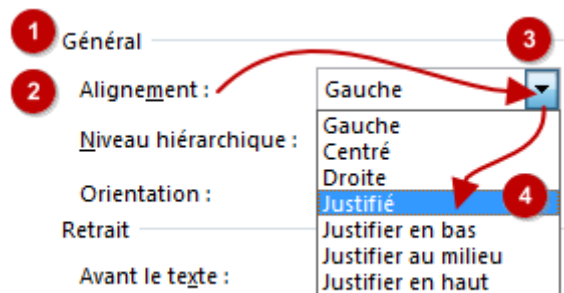 1 Général 3
2 Alignement : Gauche
Gauche
Niveau hiérarchique :
Centré
Droite
Orientation :
Justifié 4
Retrait
Justifier en bas
Justifier au milieu
Avant le texte :
Justifier en haut